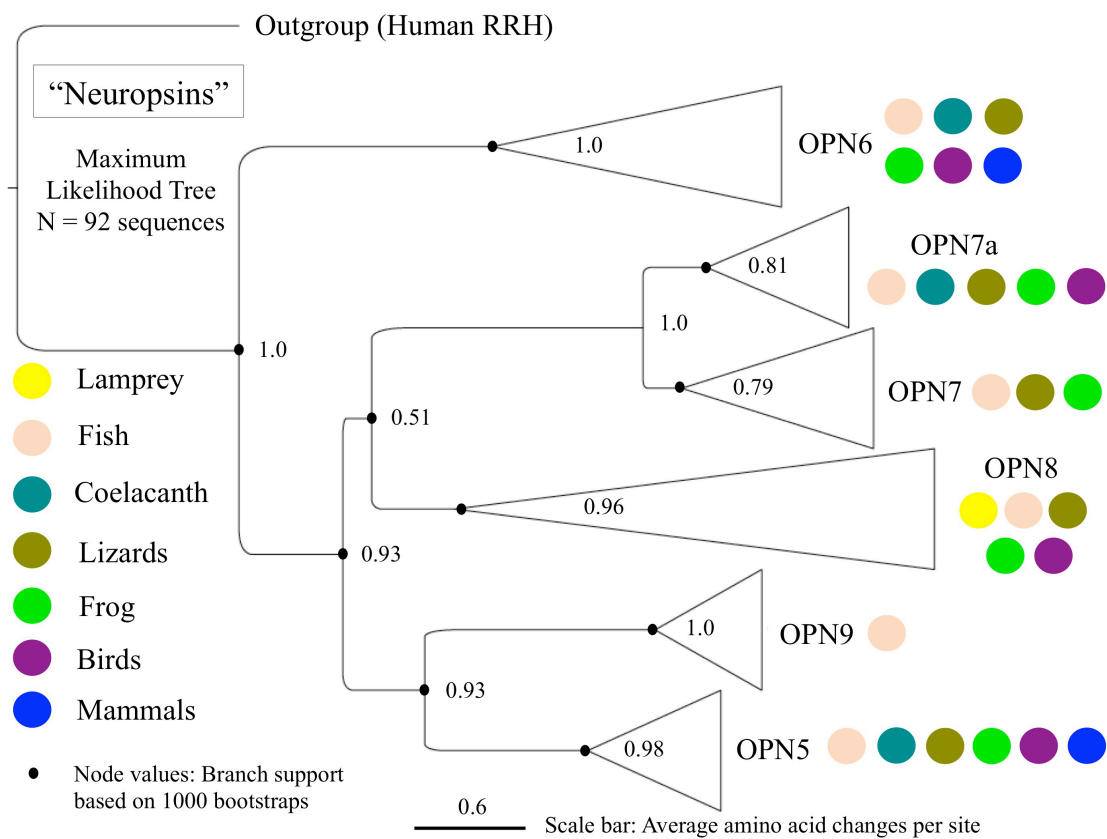 Outgroup (Human RRH)
“Neuropsins”
Maximum
Likelihood Tree
N = 92 sequences
1.0
OPN6
OPN7a
0.81
1.0
0.79
OPN7
1.0
0.51
OPN8
0.96
0.93
1.0
OPN9
0.93
0.98
OPN5
Lamprey
Fish
Coelacanth
Lizards
Frog
Birds
Mammals
Node values: Branch support
based on 1000 bootstraps
0.6
Scale bar: Average amino acid changes per site